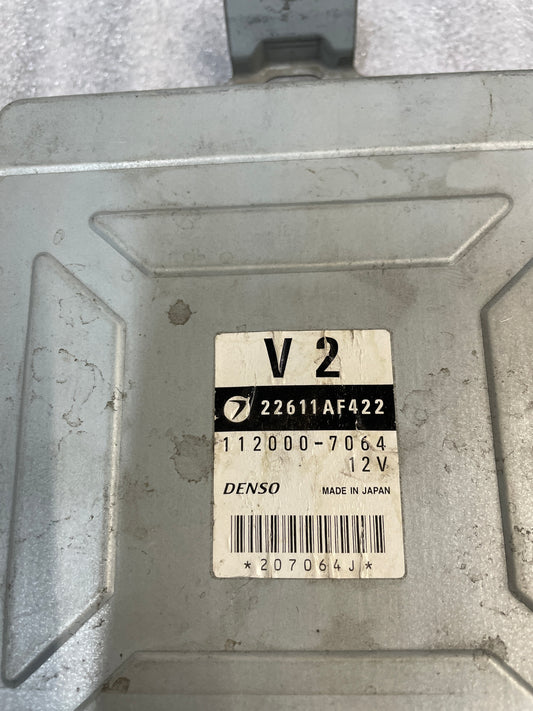 V 2
22611AF422
112000-7064
12V
DENSO MADE IN JAPAN
*207064J*